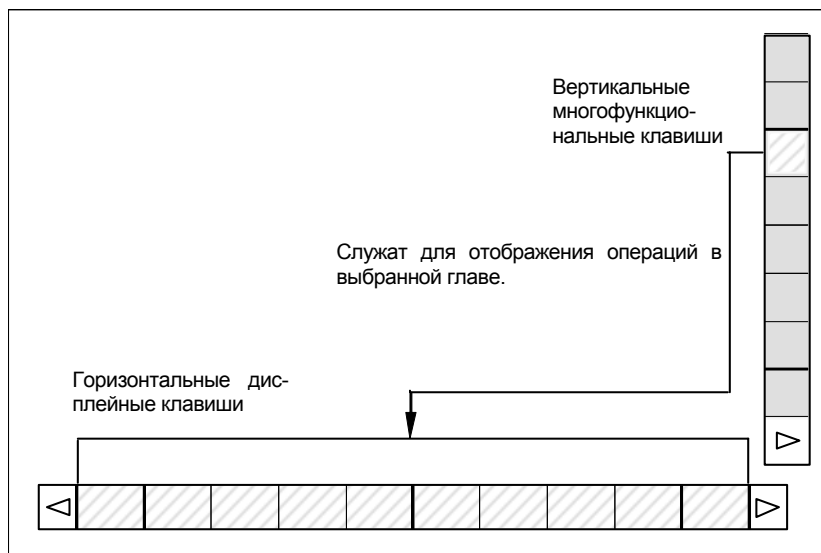 Вертикальные
многофункцио-
нальные клавиши
Служат для отображения операций в
выбранной главе.
Горизонтальные дис-
плейные клавиши